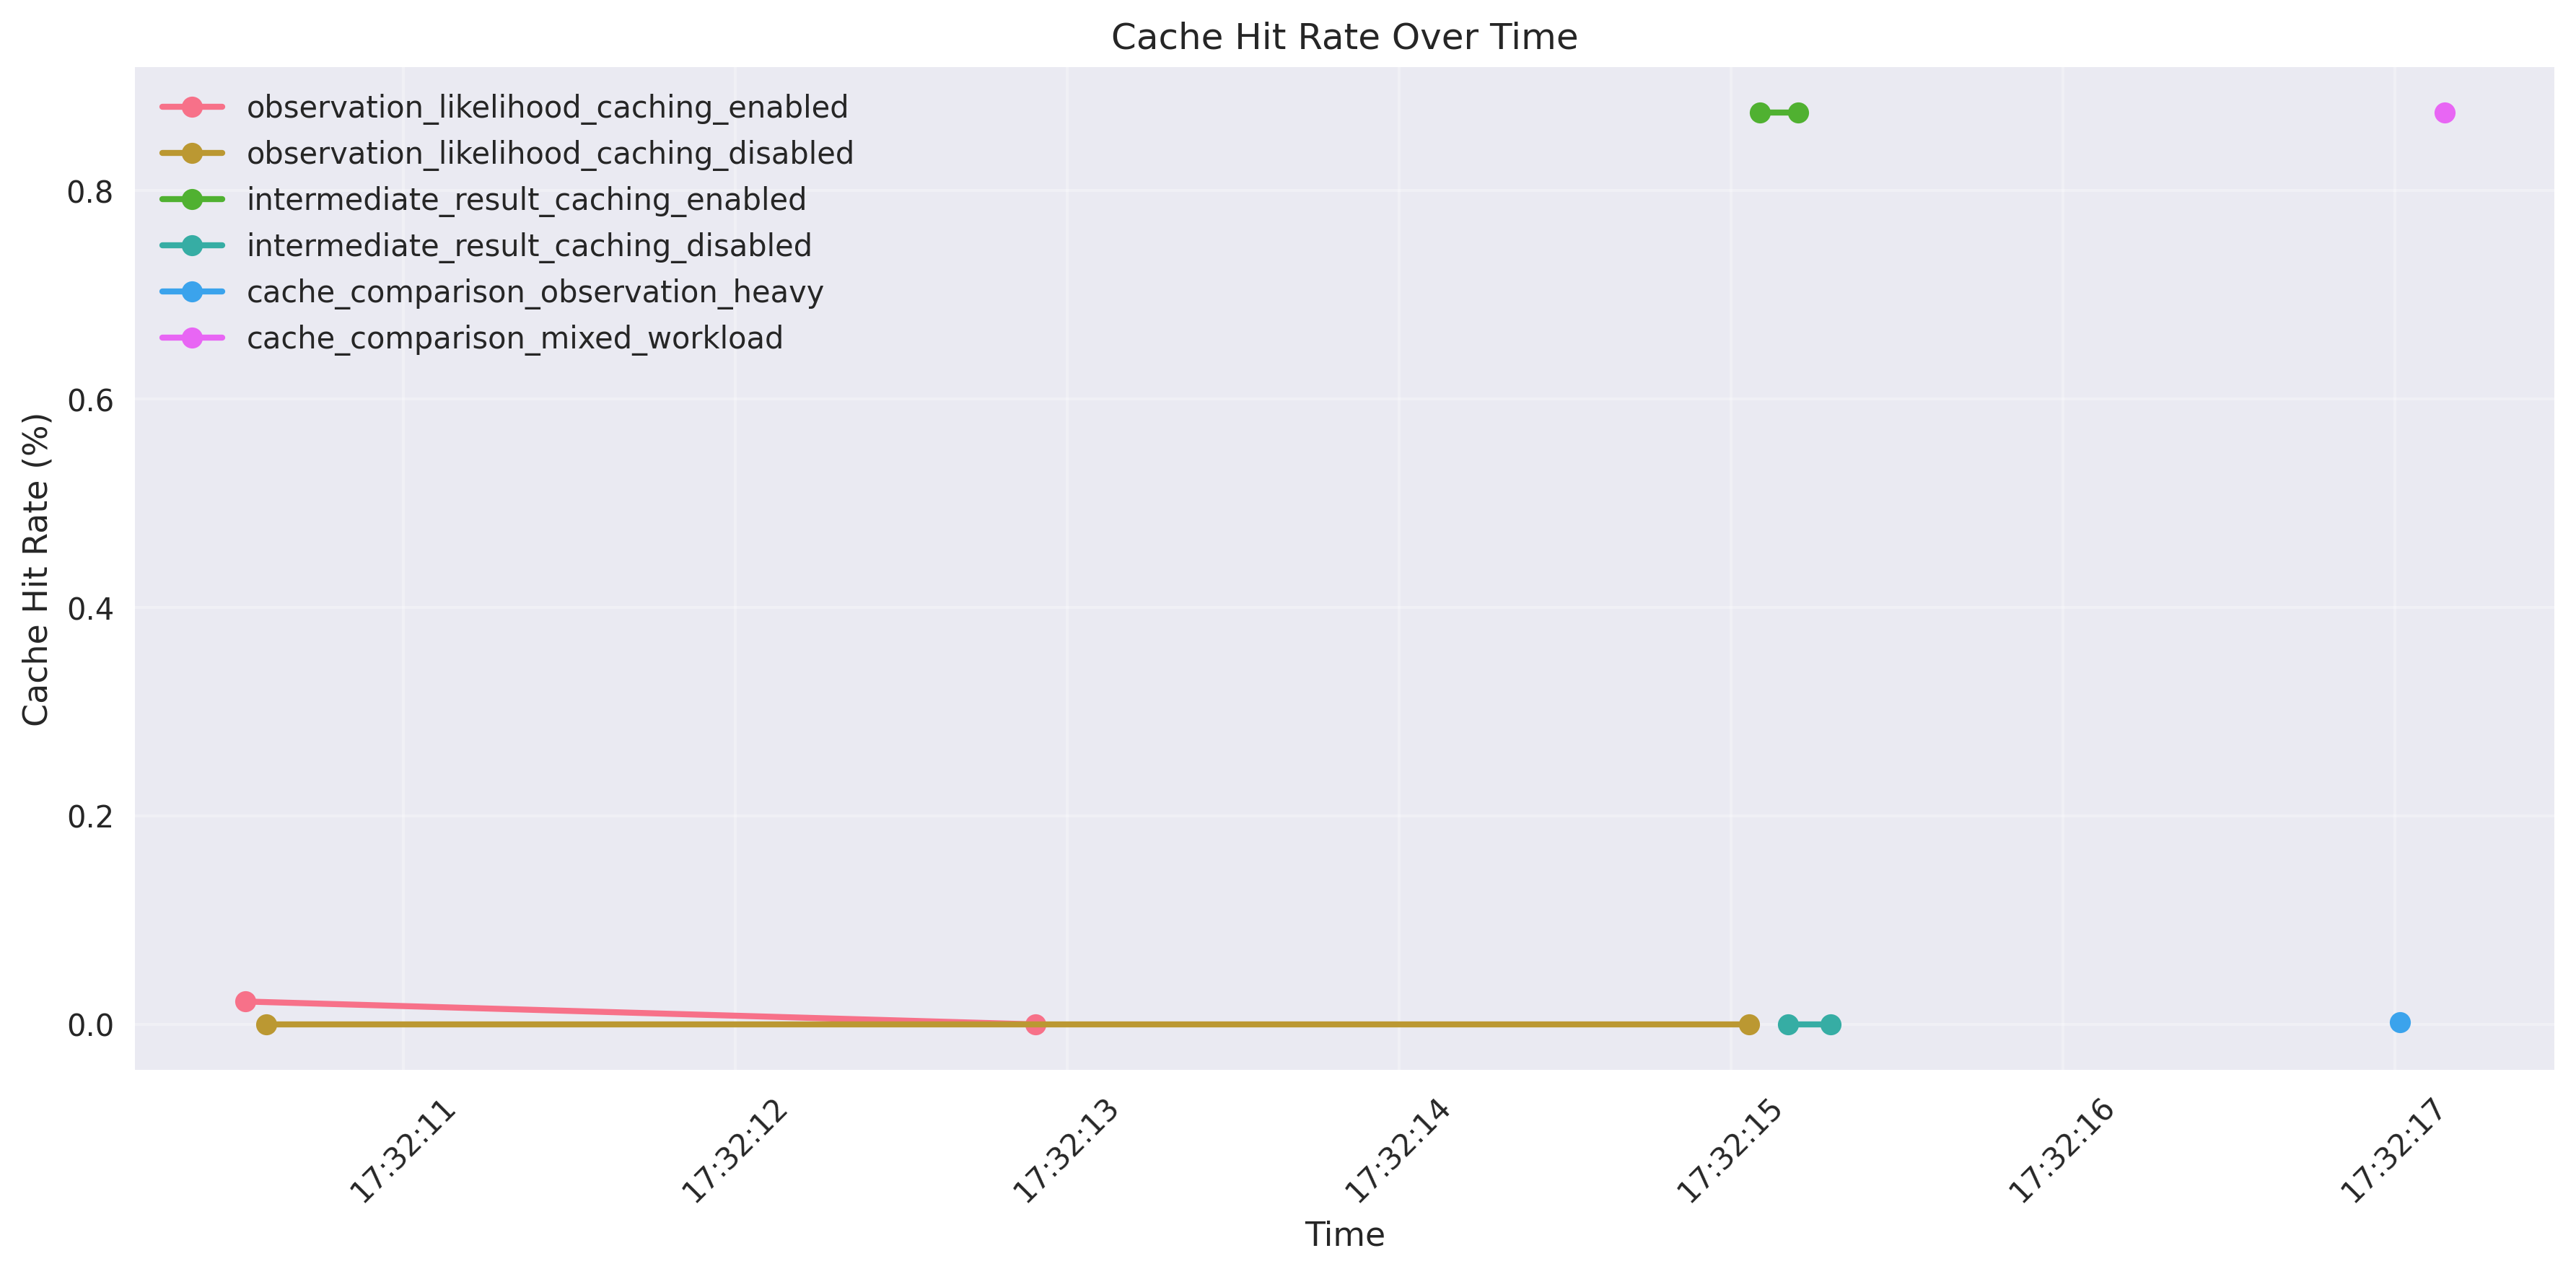 Cache Hit Rate Over Time
observation_likelihood_caching_enabled
observation_likelihood_caching_disabled
intermediate_result_caching_enabled
intermediate_result_caching_disabled
cache_comparison_observation_heavy
cache_comparison_mixed_workload
Cache Hit Rate (%)
0.8
0.6
0.4
0.2
0.0
17:32:11
17:32:12
17:32:13
17:32:14
17:32:15
17:32:16
17:32:17
Time